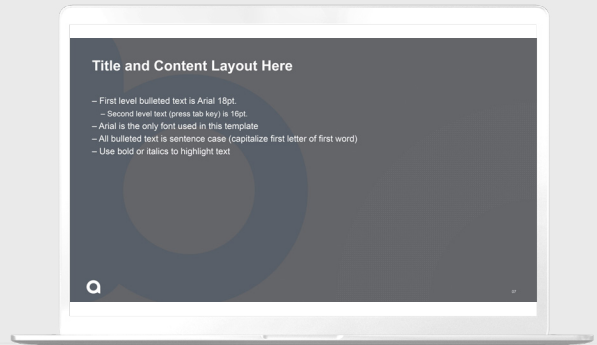 Title and Content Layout Here
– First level bulleted text is Arial 18pt.
– Second level text (press tab key) is 16pt.
– Arial is the only font used in this template
– All bulleted text is sentence case (capitalize first letter of first word)
– Use bold or italics to highlight text